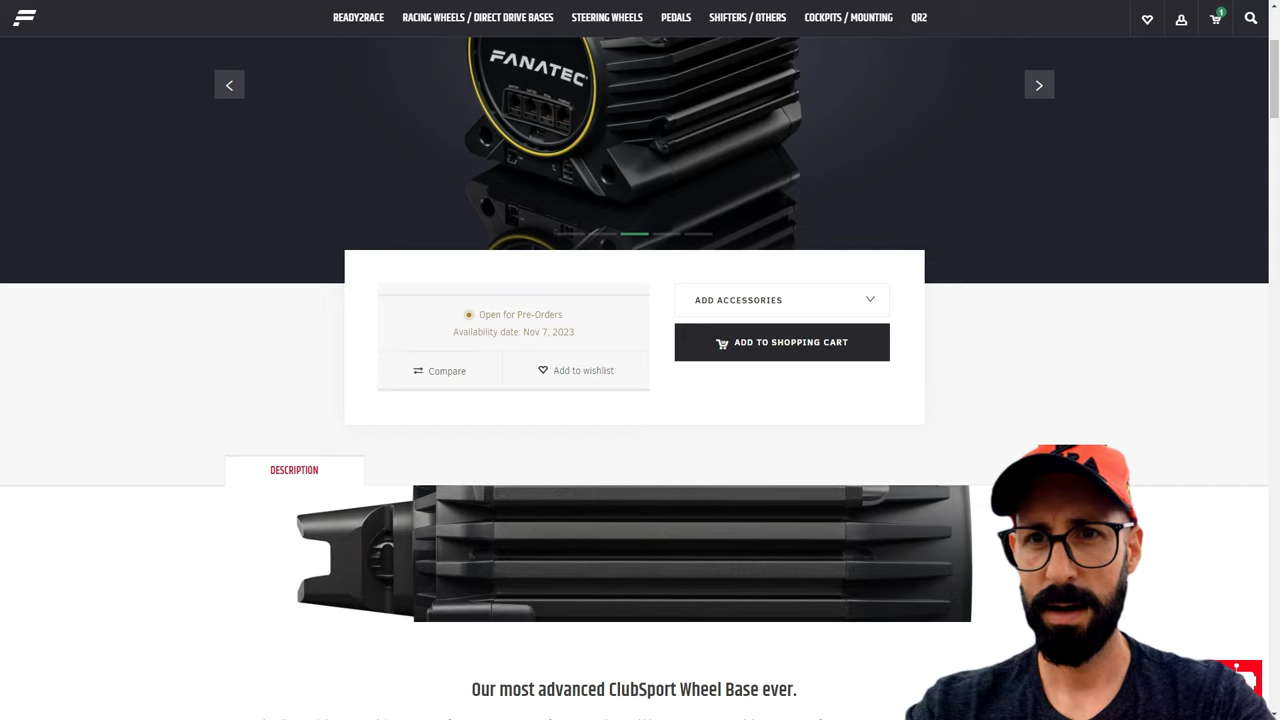 READY2RACE RACING WHEELS / DIRECT DRIVE BASES STEERING WHEELS PEDALS SHIFTERS / OTHERS COCKPITS / MOUNTING QR2 1
FANATEC
ADD ACCESSORIES
Open for Pre-Orders
Availability date: Nov 7, 2023
ADD TO SHOPPING CART
Compare Add to wishlist
DESCRIPTION
Our most advanced ClubSport Wheel Base ever.